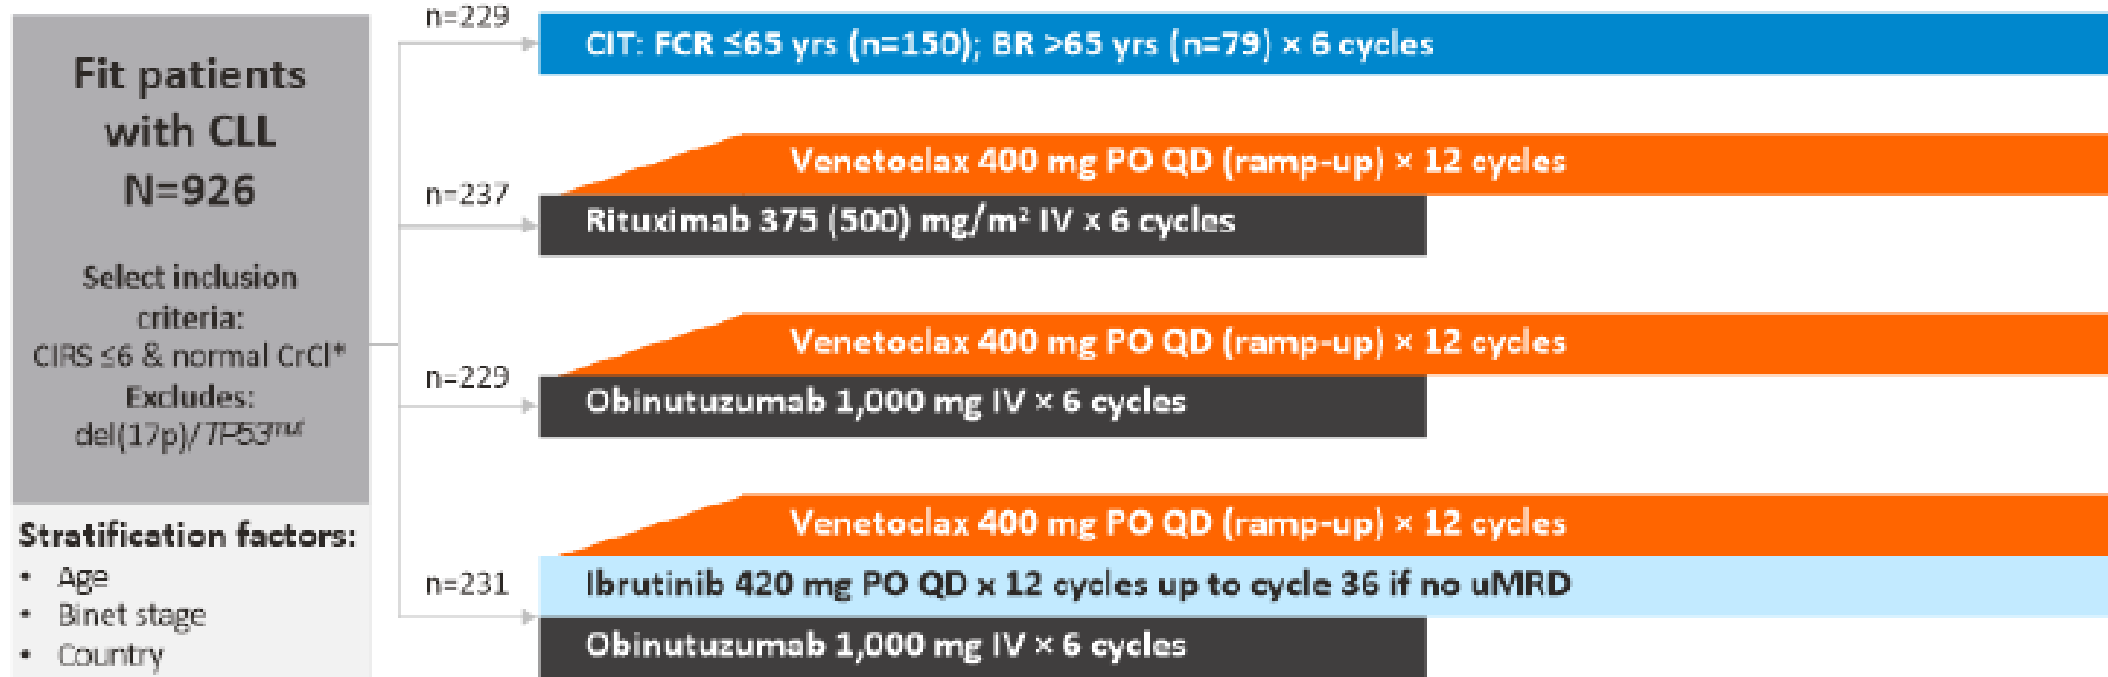 Fit patients
with CLL
N=926
Select inclusion
criteria:
CIRS ≤6 & normal CrCl*
Excludes:
del(17p)/TP53ᵐᵘᵗ
Stratification factors:
• Age
• Binet stage
• Country
n=229
CIT: FCR ≤65 yrs (n=150); BR >65 yrs (n=79) × 6 cycles
n=237
Venetoclax 400 mg PO QD (ramp-up) × 12 cycles
Rituximab 375 (500) mg/m² IV × 6 cycles
n=229
Venetoclax 400 mg PO QD (ramp-up) × 12 cycles
Obinutuzumab 1,000 mg IV × 6 cycles
n=231
Venetoclax 400 mg PO QD (ramp-up) × 12 cycles
Ibrutinib 420 mg PO QD x 12 cycles up to cycle 36 if no uMRD
Obinutuzumab 1,000 mg IV × 6 cycles